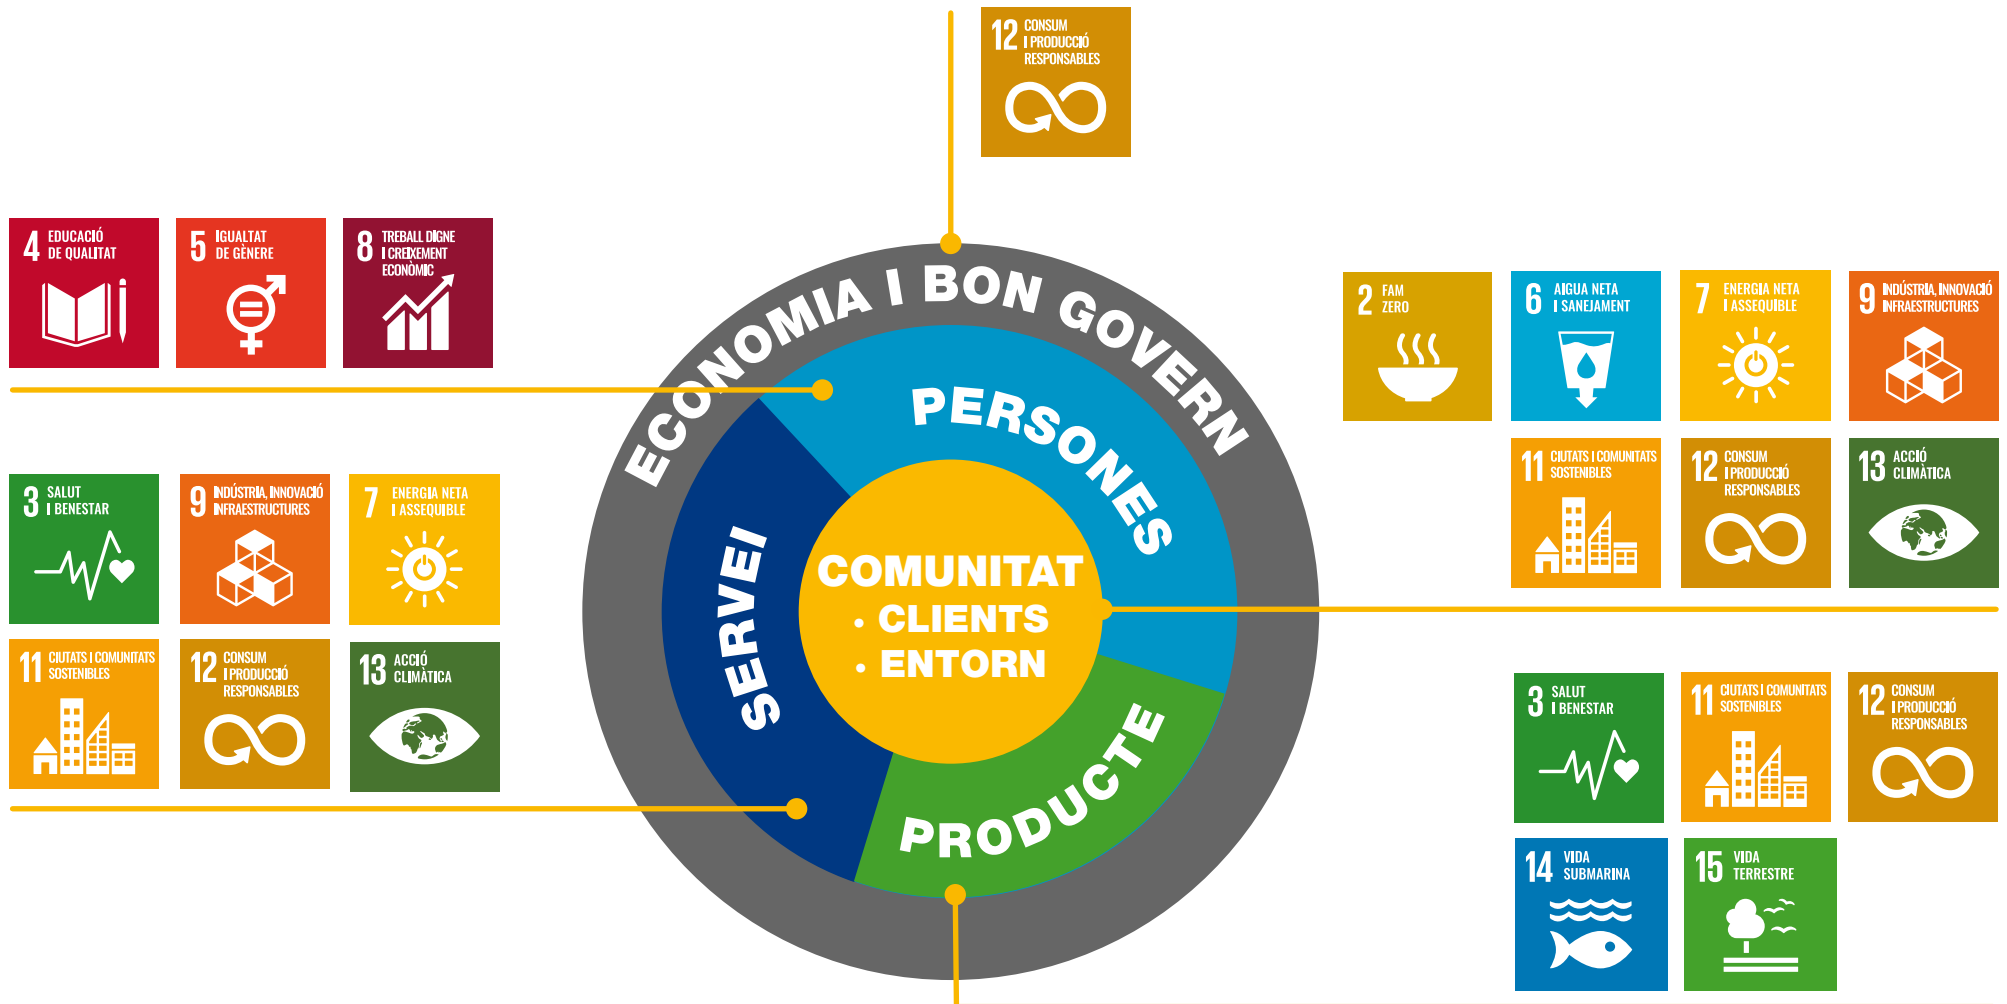 12 CONSUM
I PRODUCCIÓ
RESPONSABLES
4 EDUCACIÓ
DE QUALITAT
5 IGUALTAT
DE GÈNERE
8 TREBALL DIGNE
I CREIXEMENT
ECONÒMIC
3 SALUT
I BENESTAR
9 INDÚSTRIA, INNOVACIÓ
INFRAESTRUCTURES
7 ENERGIA NETA
I ASSEQUIBLE
11 CIUTATS I COMUNITATS
SOSTENIBLES
12 CONSUM
I PRODUCCIÓ
RESPONSABLES
13 ACCIÓ
CLIMÀTICA
ECONOMIA I BON GOVERN
PERSONES
SERVEI
PRODUCTE
COMUNITAT
• CLIENTS
• ENTORN
2 FAM
ZERO
6 AIGUA NETA
I SANEJAMENT
7 ENERGIA NETA
I ASSEQUIBLE
9 INDÚSTRIA, INNOVACIÓ
INFRAESTRUCTURES
11 CIUTATS I COMUNITATS
SOSTENIBLES
12 CONSUM
I PRODUCCIÓ
RESPONSABLES
13 ACCIÓ
CLIMÀTICA
3 SALUT
I BENESTAR
11 CIUTATS I COMUNITATS
SOSTENIBLES
12 CONSUM
I PRODUCCIÓ
RESPONSABLES
14 VIDA
SUBMARINA
15 VIDA
TERRESTRE